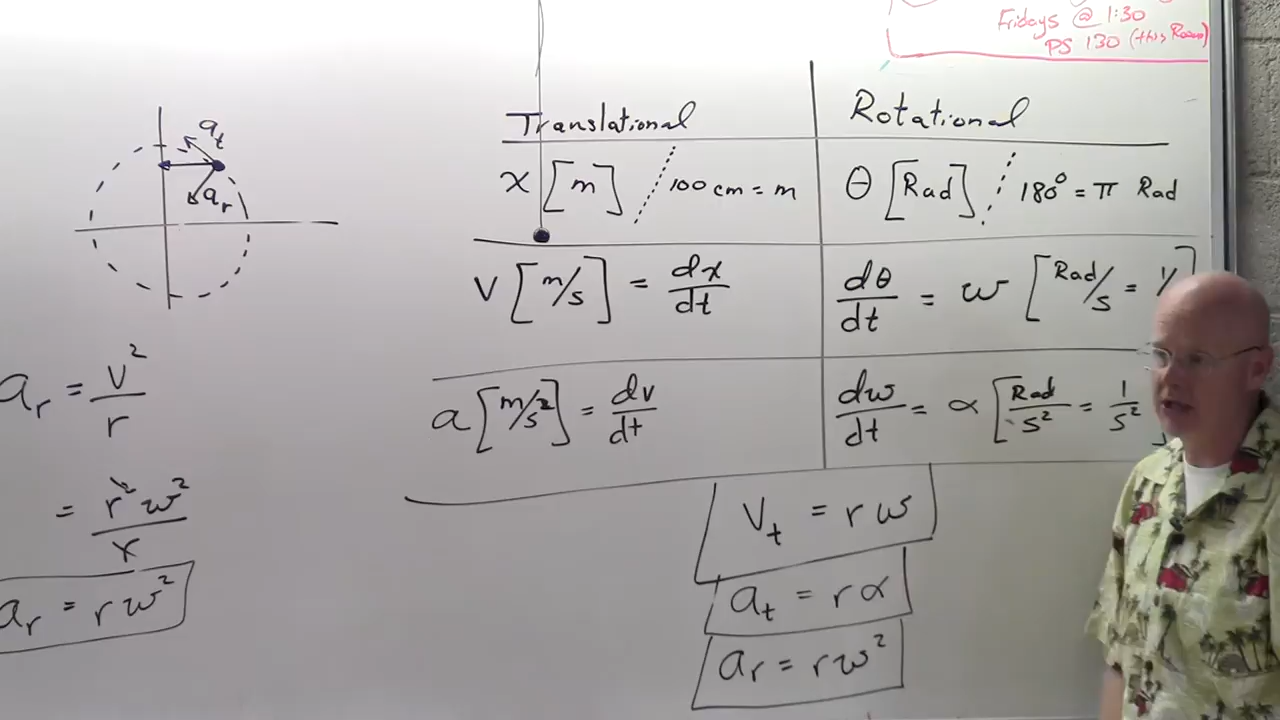 Fridays @ 1:30
PS 130 (this Room)
Translational
Rotational
x [m] / 100 cm = m
θ [Rad] / 180° = π Rad
v [m/s] = dx/dt
dθ/dt = ω [Rad/s = 1/
a [m/s²] = dv/dt
dω/dt = α [Rad/s² = 1/s²]
v_t = rω
a_t = rα
a_r = rω²
a_t
a_r
a_r = v²/r
= r²ω²/r
a_r = rω²